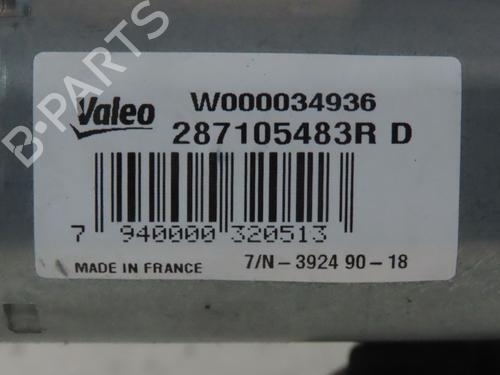 B-PARTS
Valeo
W000034936
287105483R D
7 940000 320513
MADE IN FRANCE
7/N-3924 90-18